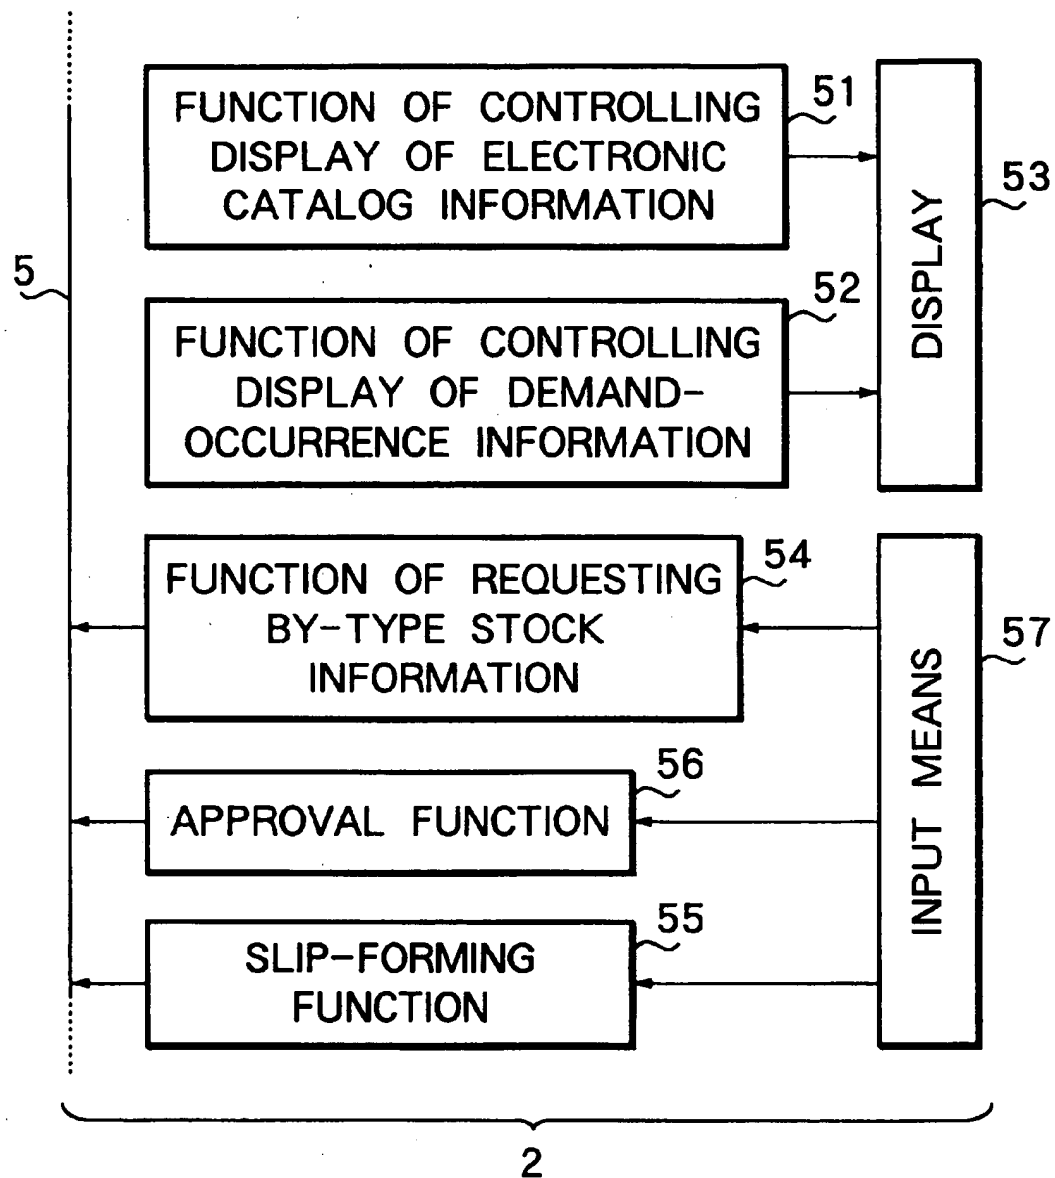 51
FUNCTION OF CONTROLLING
DISPLAY OF ELECTRONIC
CATALOG INFORMATION
53
DISPLAY
5
52
FUNCTION OF CONTROLLING
DISPLAY OF DEMAND-
OCCURRENCE INFORMATION
54
FUNCTION OF REQUESTING
BY-TYPE STOCK
INFORMATION
57
INPUT MEANS
56
APPROVAL FUNCTION
55
SLIP-FORMING
FUNCTION
2